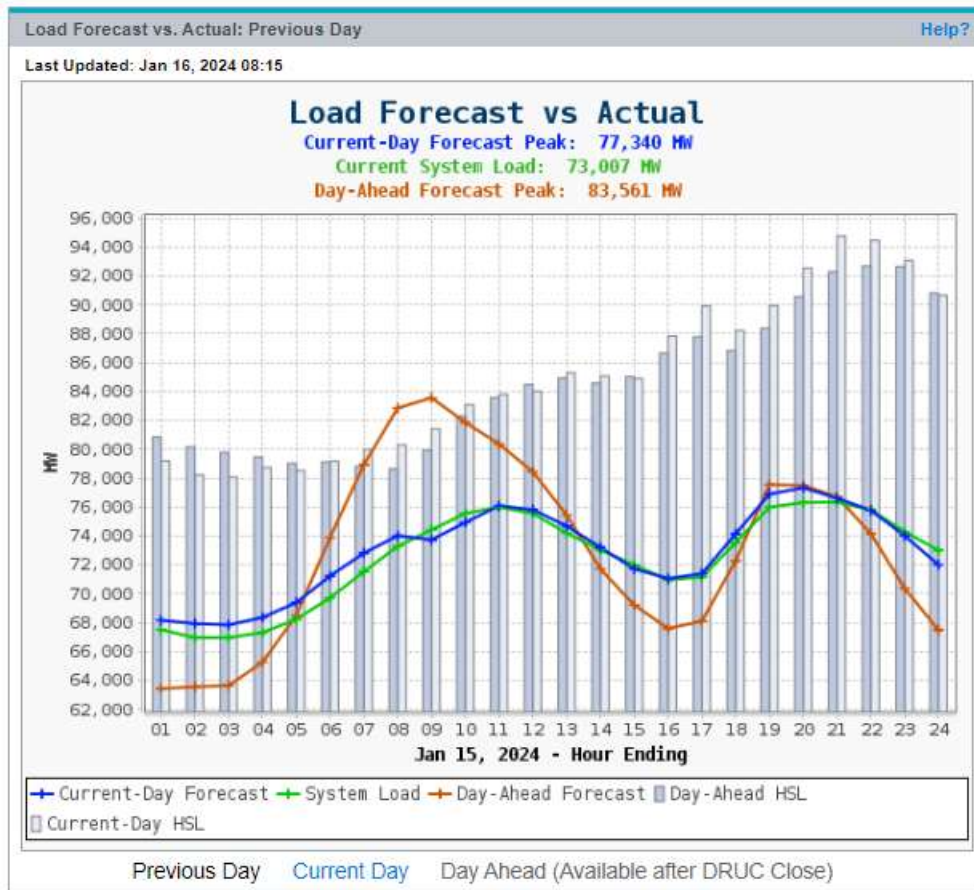 Load Forecast vs. Actual: Previous Day Help?
Last Updated: Jan 16, 2024 08:15
Load Forecast vs Actual
Current-Day Forecast Peak: 77,340 MW
Current System Load: 73,007 MW
Day-Ahead Forecast Peak: 83,561 MW
96,000
94,000
92,000
90,000
88,000
86,000
84,000
82,000
80,000
78,000
76,000
74,000
72,000
70,000
68,000
66,000
64,000
62,000
MW
01 02 03 04 05 06 07 08 09 10 11 12 13 14 15 16 17 18 19 20 21 22 23 24
Jan 15, 2024 - Hour Ending
Current-Day Forecast System Load Day-Ahead Forecast Day-Ahead HSL
Current-Day HSL
Previous Day Current Day Day Ahead (Available after DRUC Close)